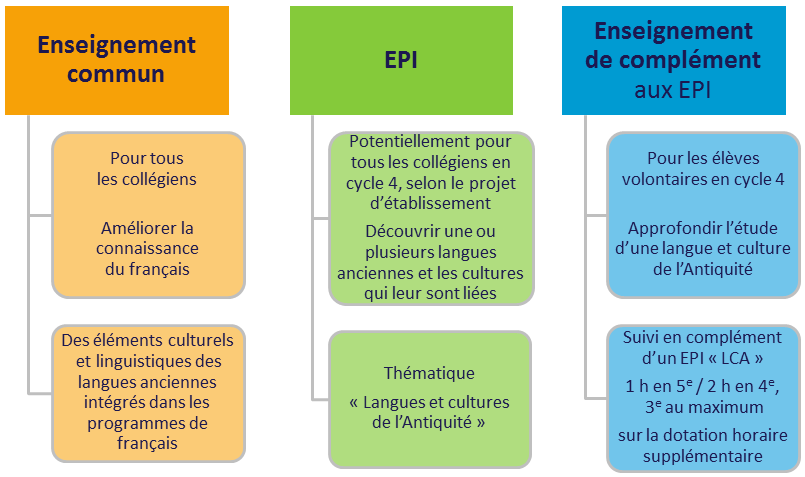 Enseignement
commun
Pour tous
les collégiens
Améliorer la
connaissance
du français
Des éléments culturels
et linguistiques des
langues anciennes
intégrés dans les
programmes de
français
EPI
Potentiellement pour
tous les collégiens en
cycle 4, selon le projet
d’établissement
Découvrir une ou
plusieurs langues
anciennes et les cultures
qui leur sont liées
Thématique
« Langues et cultures
de l’Antiquité »
Enseignement
de complément
aux EPI
Pour les élèves
volontaires en cycle 4
Approfondir l’étude
d’une langue et culture
de l’Antiquité
Suivi en complément
d’un EPI « LCA »
1 h en 5e / 2 h en 4e,
3e au maximum
sur la dotation horaire
supplémentaire